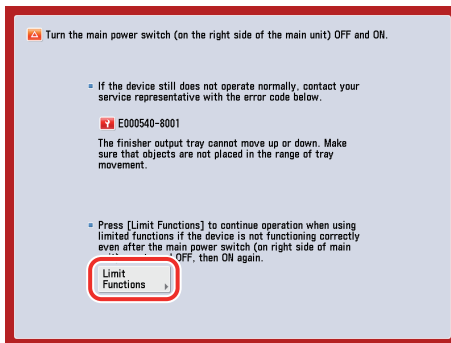 Turn the main power switch (on the right side of the main unit) OFF and ON.
If the device still does not operate normally, contact your
service representative with the error code below.
E000540-8001
The finisher output tray cannot move up or down. Make
sure that objects are not placed in the range of tray
movement.
Press [Limit Functions] to continue operation when using
limited functions if the device is not functioning correctly
even after the main power switch (on right side of main
OFF, then ON again.
Limit
Functions